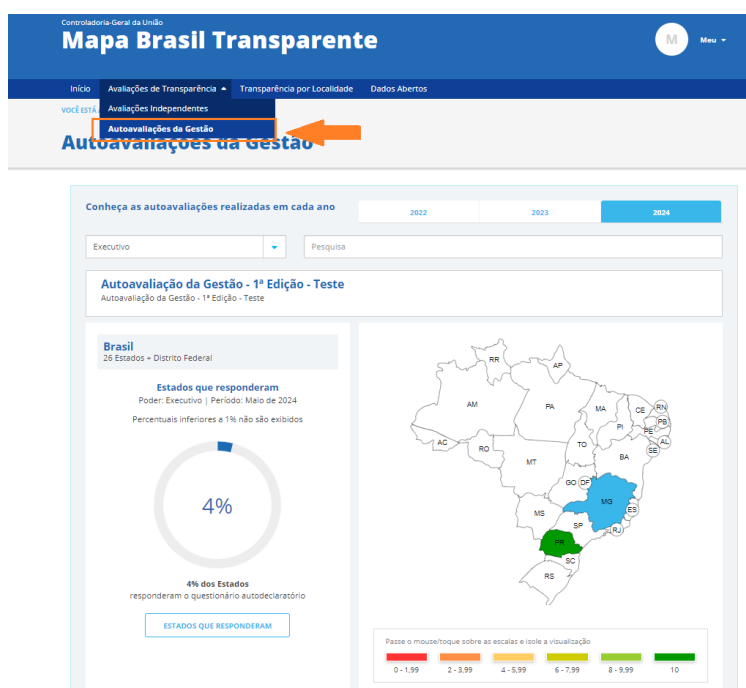 Controladoria-Geral da União
Mapa Brasil Transparente
M
Meu
Início Avaliações de Transparência Transparência por Localidade Dados Abertos
VOCÊ ESTÁ
Avaliações Independentes
Autoavaliações da Gestão
Autoavaliações da Gestão
Conheça as autoavaliações realizadas em cada ano
2022 2023 2024
Executivo
Pesquisa
Autoavaliação da Gestão - 1ª Edição - Teste
Autoavaliação da Gestão - 1ª Edição - Teste
Brasil
26 Estados + Distrito Federal
Estados que responderam
Poder: Executivo | Período: Maio de 2024
Percentuais inferiores a 1% não são exibidos
4%
4% dos Estados
responderam o questionário autodeclaratório
ESTADOS QUE RESPONDERAM
RR AP
AM PA MA CE RN
PB
PI PE
AL
AC RO TO SE
MT BA
GO DF
MG
MS ES
SP RJ
PR
SC
RS
Passe o mouse/toque sobre as escalas e isole a visualização
0 - 1,99 2 - 3,99 4 - 5,99 6 - 7,99 8 - 9,99 10